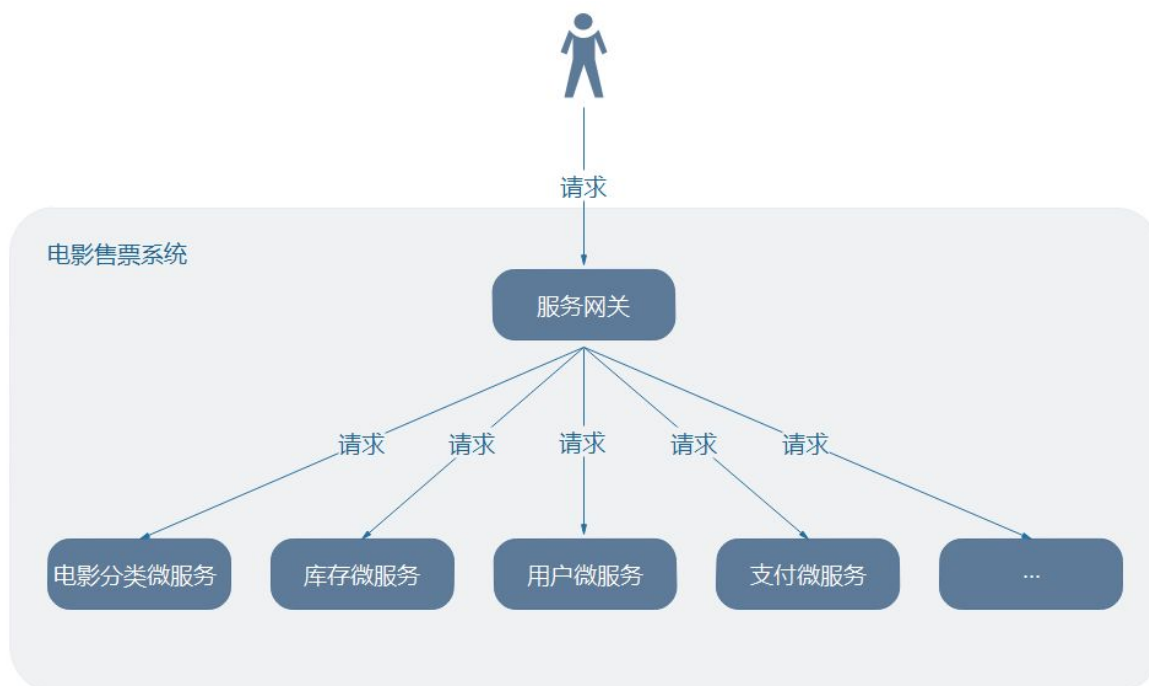 请求
电影售票系统
服务网关
请求 请求 请求 请求 请求
电影分类微服务 库存微服务 用户微服务 支付微服务 ...